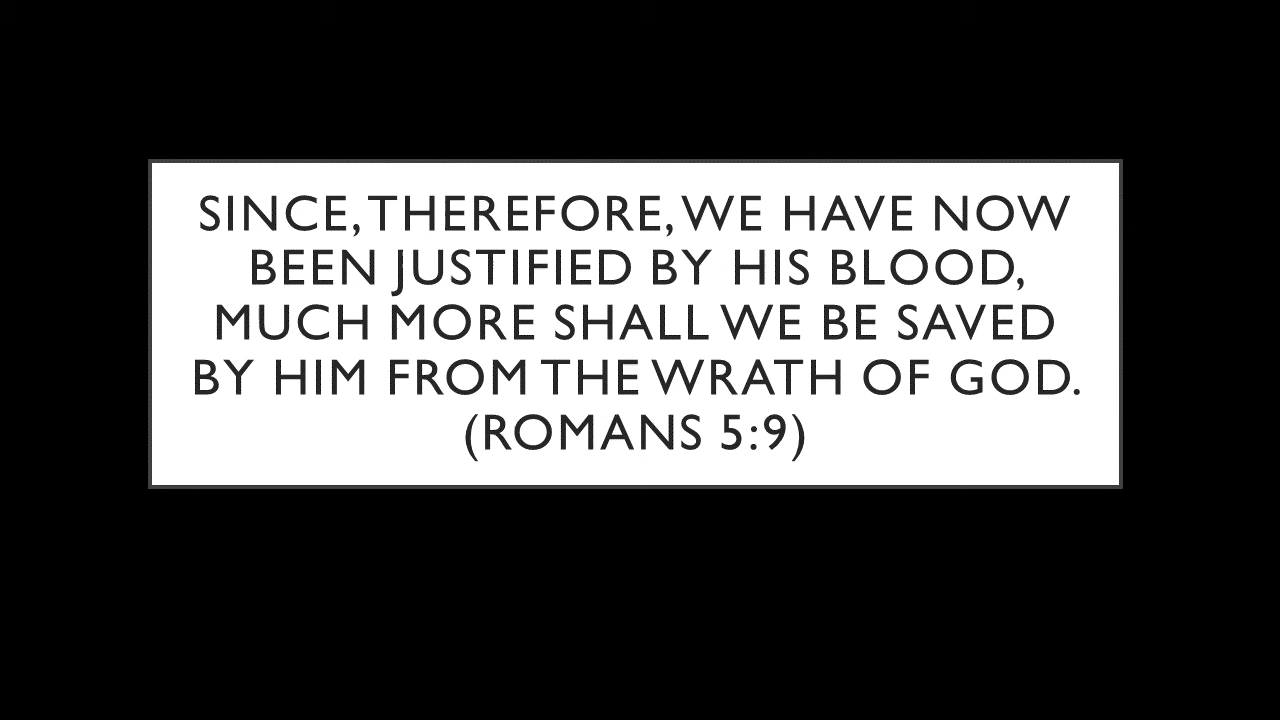 SINCE, THEREFORE, WE HAVE NOW
BEEN JUSTIFIED BY HIS BLOOD,
MUCH MORE SHALL WE BE SAVED
BY HIM FROM THE WRATH OF GOD.
(ROMANS 5:9)